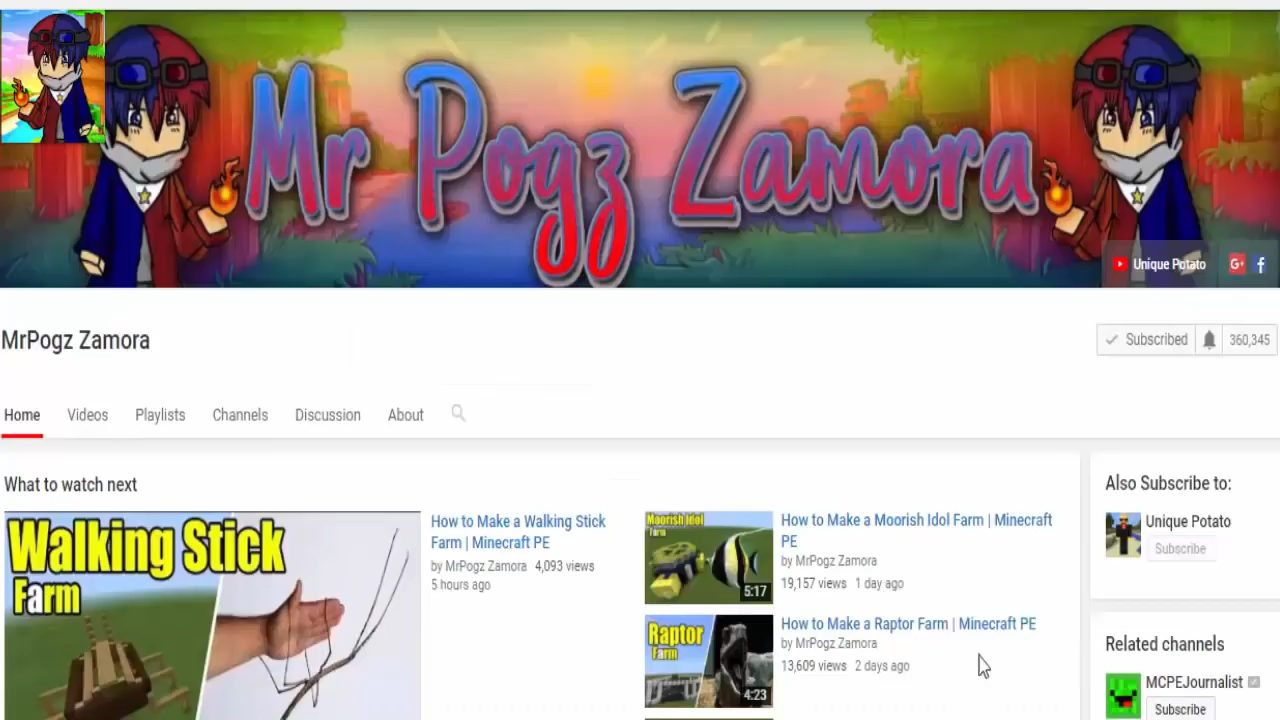 Mr Pogz Zamora
Unique Potato
G+ f
MrPogz Zamora
Subscribed
360,345
Home
Videos
Playlists
Channels
Discussion
About
What to watch next
Walking Stick
Farm
How to Make a Walking Stick
Farm | Minecraft PE
by MrPogz Zamora 4,093 views
5 hours ago
Moorish Idol
Farm
5:17
How to Make a Moorish Idol Farm | Minecraft
PE
by MrPogz Zamora
19,157 views 1 day ago
Raptor
Farm
4:23
How to Make a Raptor Farm | Minecraft PE
by MrPogz Zamora
13,609 views 2 days ago
Also Subscribe to:
Unique Potato
Subscribe
Related channels
MCPEJournalist
Subscribe